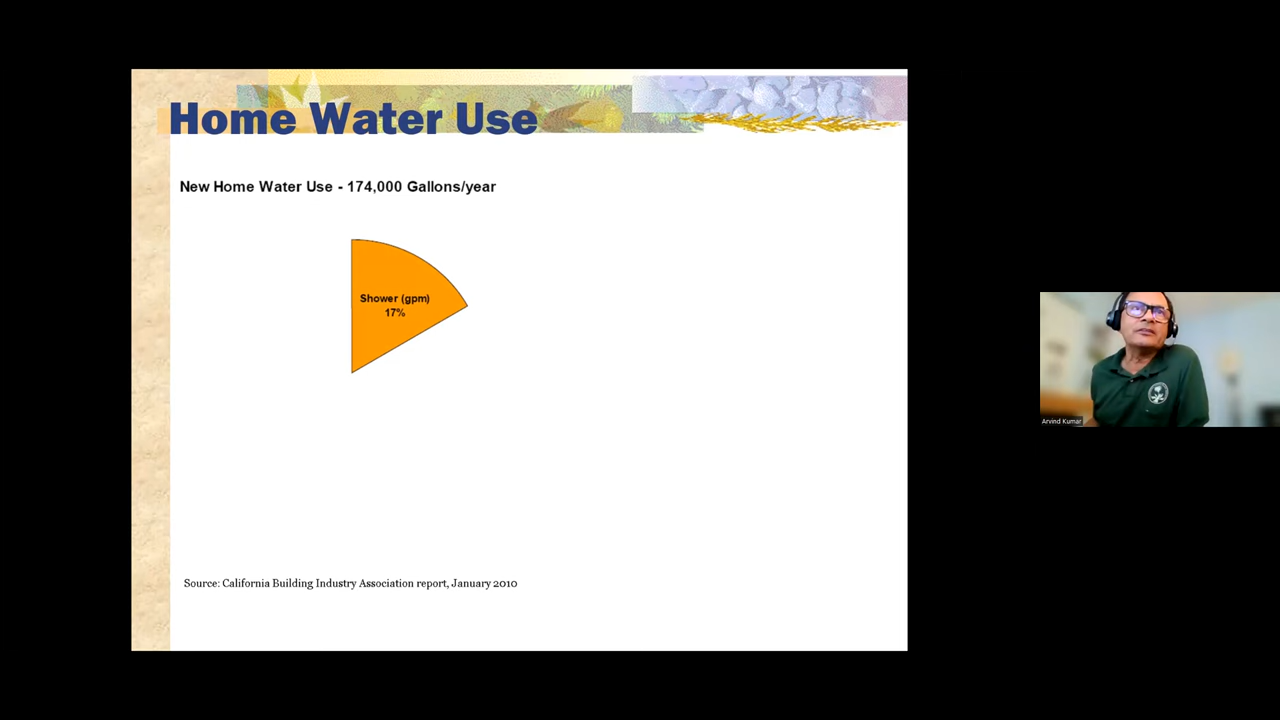 Home Water Use
New Home Water Use - 174,000 Gallons/year
Shower (gpm)
17%
Source: California Building Industry Association report, January 2010
Arvind Kumar